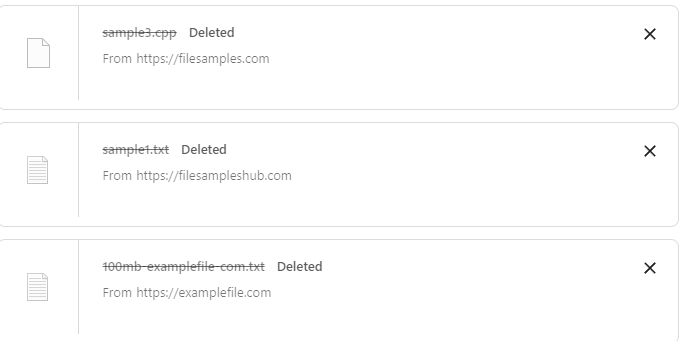 sample3.cpp Deleted
From https://filesamples.com
sample1.txt Deleted
From https://filesampleshub.com
100mb-examplefile-com.txt Deleted
From https://examplefile.com